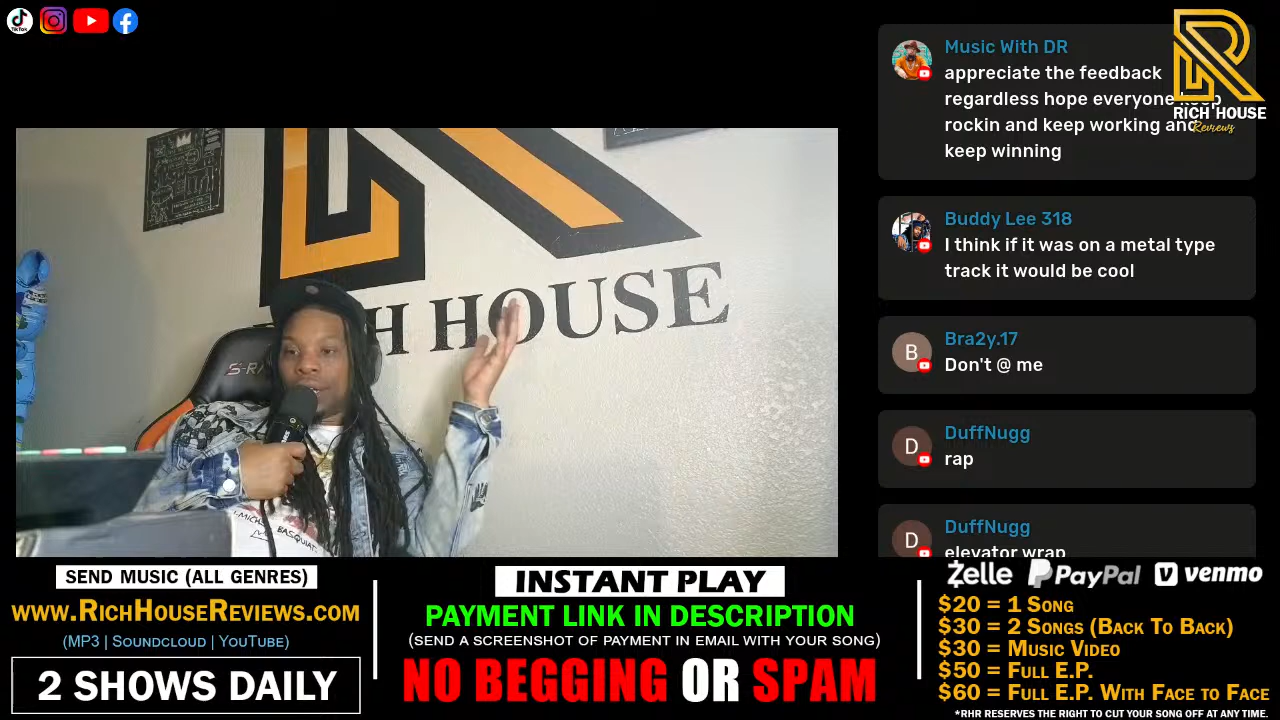 TikTok
Music With DR
appreciate the feedback
regardless hope everyone keep
rockin and keep working and
keep winning
RICH HOUSE
Reviews
Buddy Lee 318
I think if it was on a metal type
track it would be cool
B
Bra2y.17
Don't @ me
D
DuffNugg
rap
D
DuffNugg
elevator wrap
CH HOUSE
S-RA
BASQUIAT
SEND MUSIC (ALL GENRES)
www.RichHouseReviews.com
(MP3 | Soundcloud | YouTube)
2 SHOWS DAILY
INSTANT PLAY
PAYMENT LINK IN DESCRIPTION
(SEND A SCREENSHOT OF PAYMENT IN EMAIL WITH YOUR SONG)
NO BEGGING OR SPAM
Zelle PayPal venmo
$20 = 1 Song
$30 = 2 Songs (Back To Back)
$30 = Music Video
$50 = Full E.P.
$60 = Full E.P. With Face to Face
*RHR RESERVES THE RIGHT TO CUT YOUR SONG OFF AT ANY TIME.